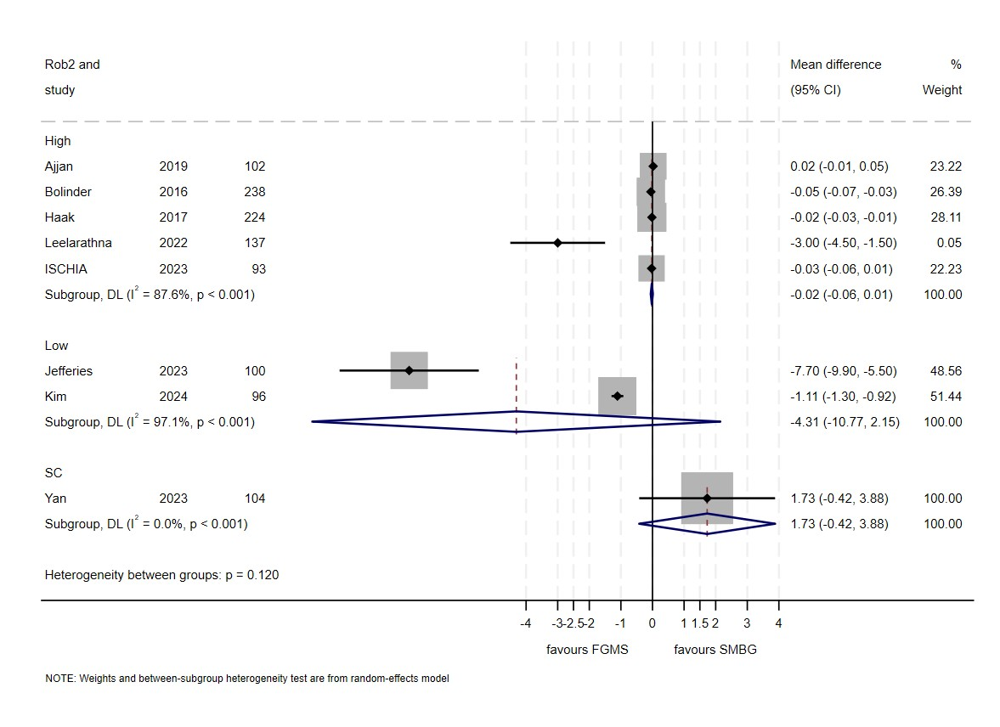 Rob2 and Mean difference %
study (95% CI) Weight
High
Ajjan 2019 102 0.02 (-0.01, 0.05) 23.22
Bolinder 2016 238 -0.05 (-0.07, -0.03) 26.39
Haak 2017 224 -0.02 (-0.03, -0.01) 28.11
Leelarathna 2022 137 -3.00 (-4.50, -1.50) 0.05
ISCHIA 2023 93 -0.03 (-0.06, 0.01) 22.23
Subgroup, DL (I² = 87.6%, p < 0.001) -0.02 (-0.06, 0.01) 100.00
Low
Jefferies 2023 100 -7.70 (-9.90, -5.50) 48.56
Kim 2024 96 -1.11 (-1.30, -0.92) 51.44
Subgroup, DL (I² = 97.1%, p < 0.001) -4.31 (-10.77, 2.15) 100.00
SC
Yan 2023 104 1.73 (-0.42, 3.88) 100.00
Subgroup, DL (I² = 0.0%, p < 0.001) 1.73 (-0.42, 3.88) 100.00
Heterogeneity between groups: p = 0.120
-4 -3 -2.5 -2 -1 0 1 1.5 2 3 4
favours FGMS favours SMBG
NOTE: Weights and between-subgroup heterogeneity test are from random-effects model